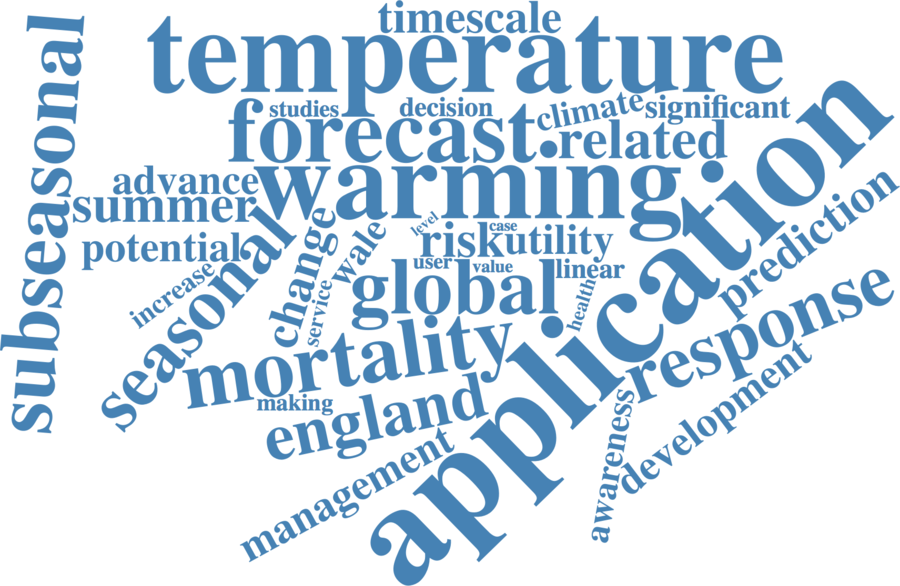 timescale
subseasonal
temperature
studies
decision
climate
significant
forecast.
related
application
advance
warming
summer
prediction
potential
seasonal
change
wale
level
risk
case
utility
increase
service
user
value
linear
global
health
response
mortality
making
england
development
management
awareness